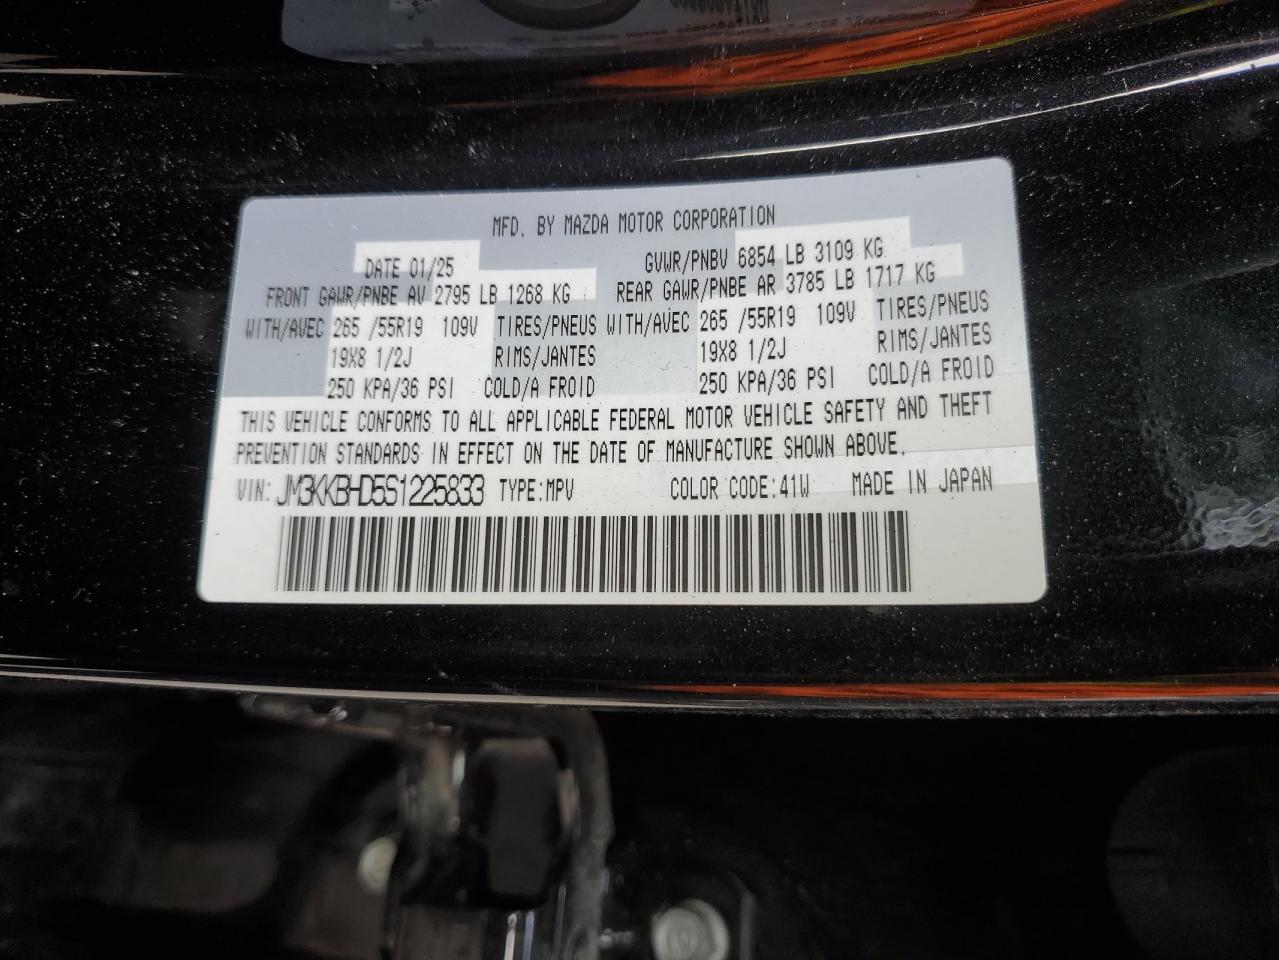 MFD. BY MAZDA MOTOR CORPORATION
DATE 01/25 GVWR/PNBV 6854 LB 3109 KG
FRONT GAWR/PNBE AV 2795 LB 1268 KG REAR GAWR/PNBE AR 3785 LB 1717 KG
WITH/AVEC 265 /55R19 109V TIRES/PNEUS WITH/AVEC 265 /55R19 109V TIRES/PNEUS
19X8 1/2J RIMS/JANTES 19X8 1/2J RIMS/JANTES
250 KPA/36 PSI COLD/A FROID 250 KPA/36 PSI COLD/A FROID
THIS VEHICLE CONFORMS TO ALL APPLICABLE FEDERAL MOTOR VEHICLE SAFETY AND THEFT
PREVENTION STANDARDS IN EFFECT ON THE DATE OF MANUFACTURE SHOWN ABOVE.
VIN: JM3KKBHD5S1225833 TYPE:MPV COLOR CODE:41W MADE IN JAPAN